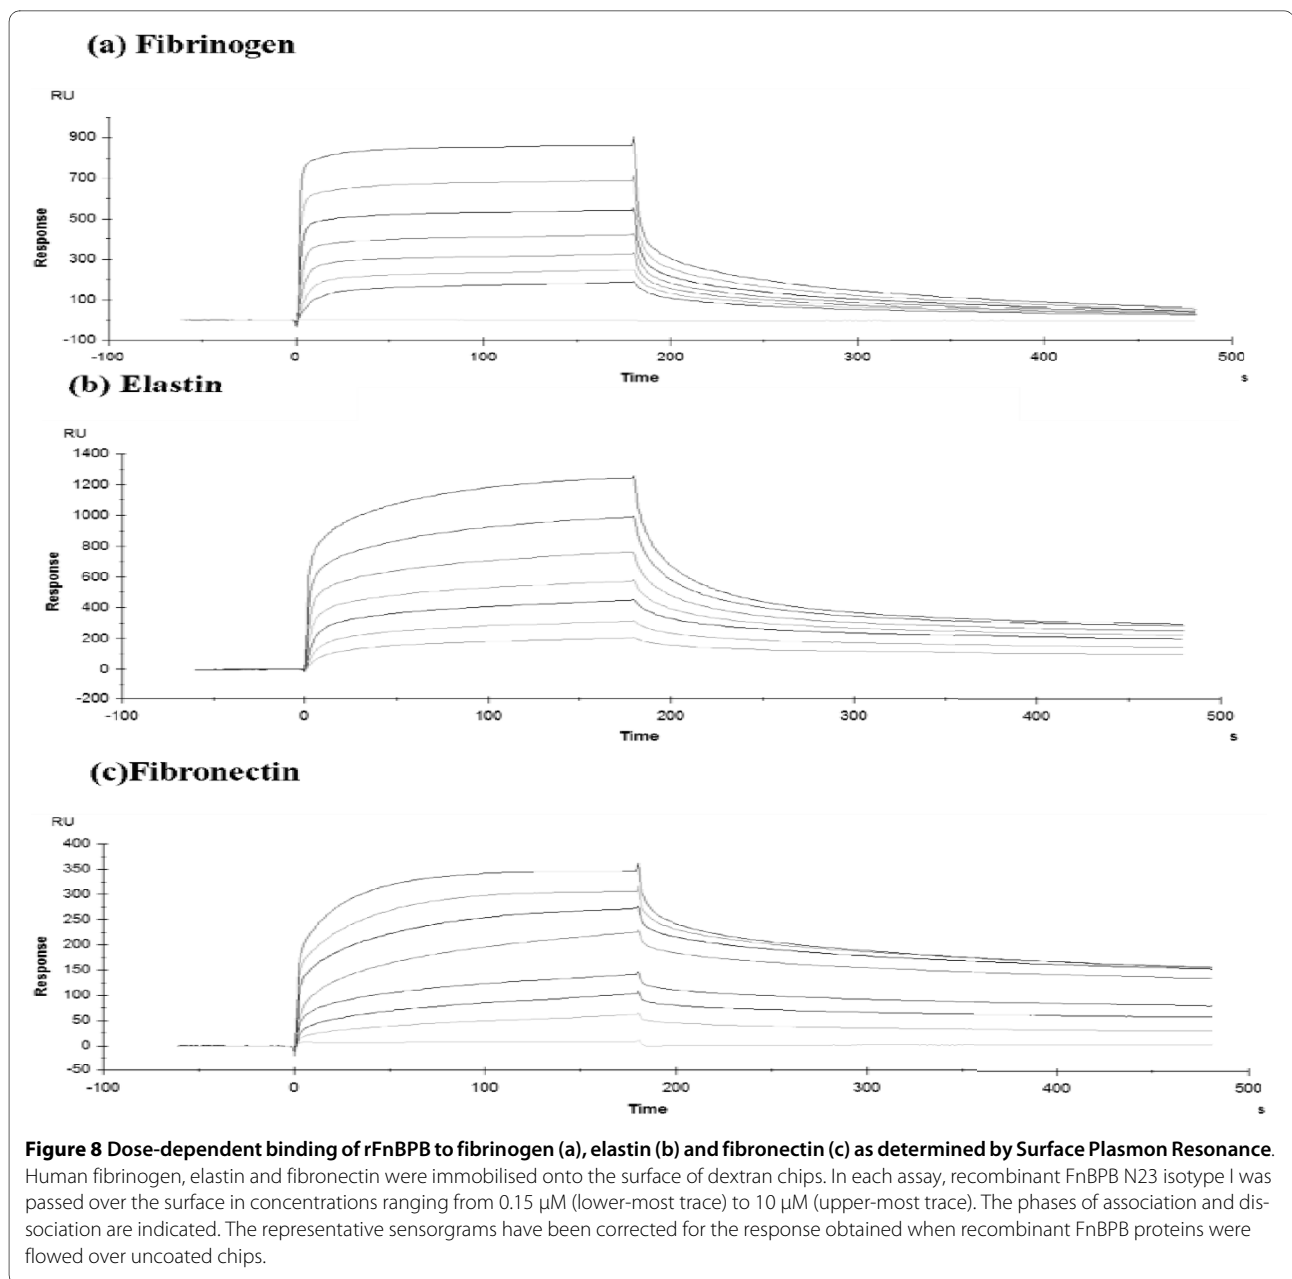 (a) Fibrinogen
RU
900
700
500
300
100
-100
Response
-100 0 100 200 300 400 500
Time
s
(b) Elastin
RU
1400
1200
1000
800
600
400
200
0
-200
Response
-100 0 100 200 300 400 500
Time
s
(c)Fibronectin
RU
400
350
300
250
200
150
100
50
0
-50
Response
-100 0 100 200 300 400 500
Time
s
Figure 8 Dose-dependent binding of rFnBPB to fibrinogen (a), elastin (b) and fibronectin (c) as determined by Surface Plasmon Resonance.
Human fibrinogen, elastin and fibronectin were immobilised onto the surface of dextran chips. In each assay, recombinant FnBPB N23 isotype I was
passed over the surface in concentrations ranging from 0.15 μM (lower-most trace) to 10 μM (upper-most trace). The phases of association and dis-
sociation are indicated. The representative sensorgrams have been corrected for the response obtained when recombinant FnBPB proteins were
flowed over uncoated chips.